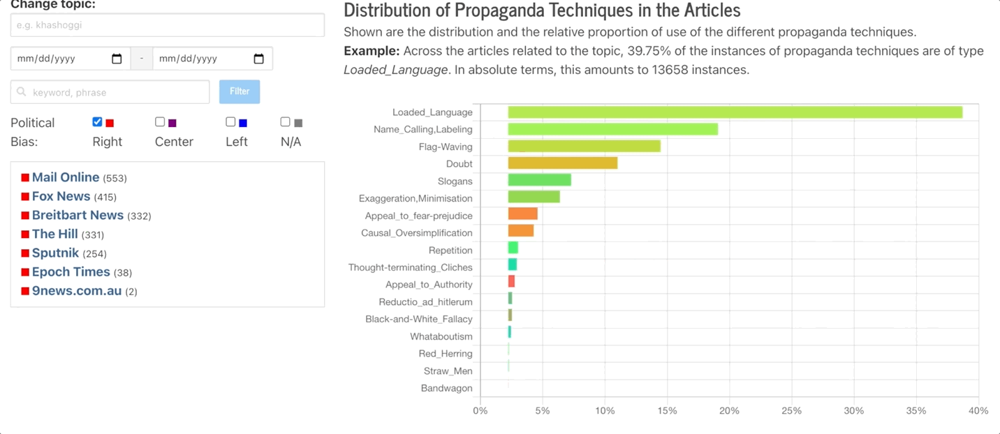 Change topic:
e.g. khashoggi
mm/dd/yyyy - mm/dd/yyyy
keyword, phrase Filter
Political Bias: Right Center Left N/A
Mail Online (553)
Fox News (415)
Breitbart News (332)
The Hill (331)
Sputnik (254)
Epoch Times (38)
9news.com.au (2)
Distribution of Propaganda Techniques in the Articles
Shown are the distribution and the relative proportion of use of the different propaganda techniques.
Example: Across the articles related to the topic, 39.75% of the instances of propaganda techniques are of type
Loaded_Language. In absolute terms, this amounts to 13658 instances.
Loaded_Language
Name_Calling,Labeling
Flag-Waving
Doubt
Slogans
Exaggeration,Minimisation
Appeal_to_fear-prejudice
Causal_Oversimplification
Repetition
Thought-terminating_Cliches
Appeal_to_Authority
Reductio_ad_hitlerum
Black-and-White_Fallacy
Whataboutism
Red_Herring
Straw_Men
Bandwagon
0% 5% 10% 15% 20% 25% 30% 35% 40%